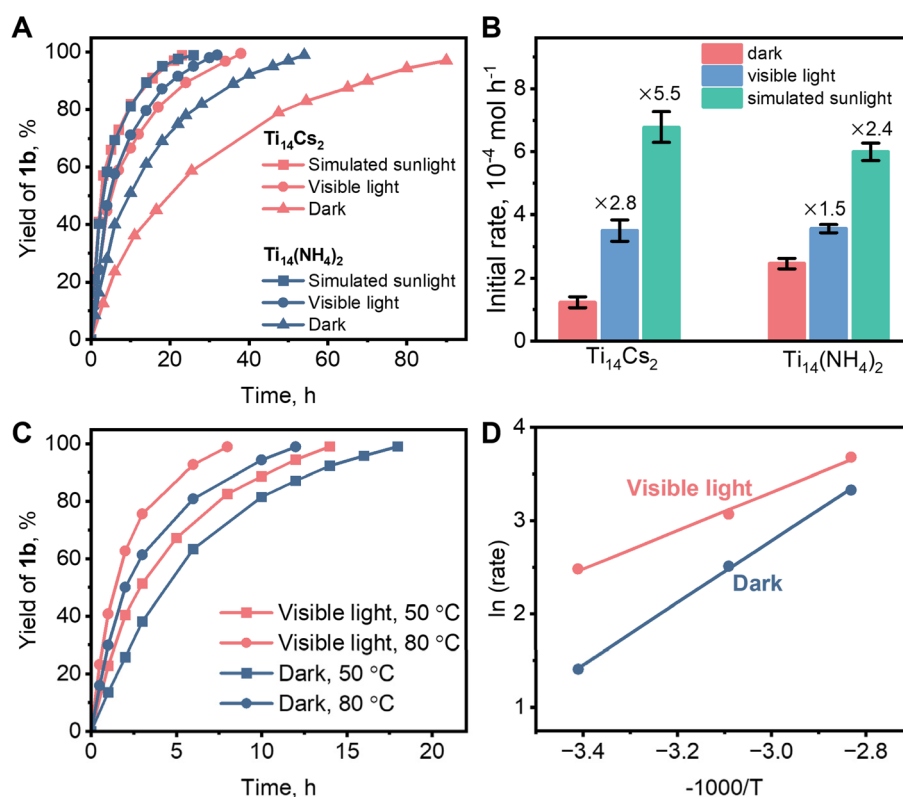 A
Yield of 1b, %
100
80
60
40
20
0
Ti14Cs2
Simulated sunlight
Visible light
Dark
Ti14(NH4)2
Simulated sunlight
Visible light
Dark
0 20 40 60 80
Time, h
B
Initial rate, 10⁻⁴ mol h⁻¹
8
6
4
2
0
dark
visible light
simulated sunlight
×5.5
×2.8
×2.4
×1.5
Ti14Cs2 Ti14(NH4)2
C
Yield of 1b, %
100
80
60
40
20
0
Visible light, 50 °C
Visible light, 80 °C
Dark, 50 °C
Dark, 80 °C
0 5 10 15 20
Time, h
D
ln (rate)
4
3
2
1
Visible light
Dark
−3.4 −3.2 −3.0 −2.8
-1000/T